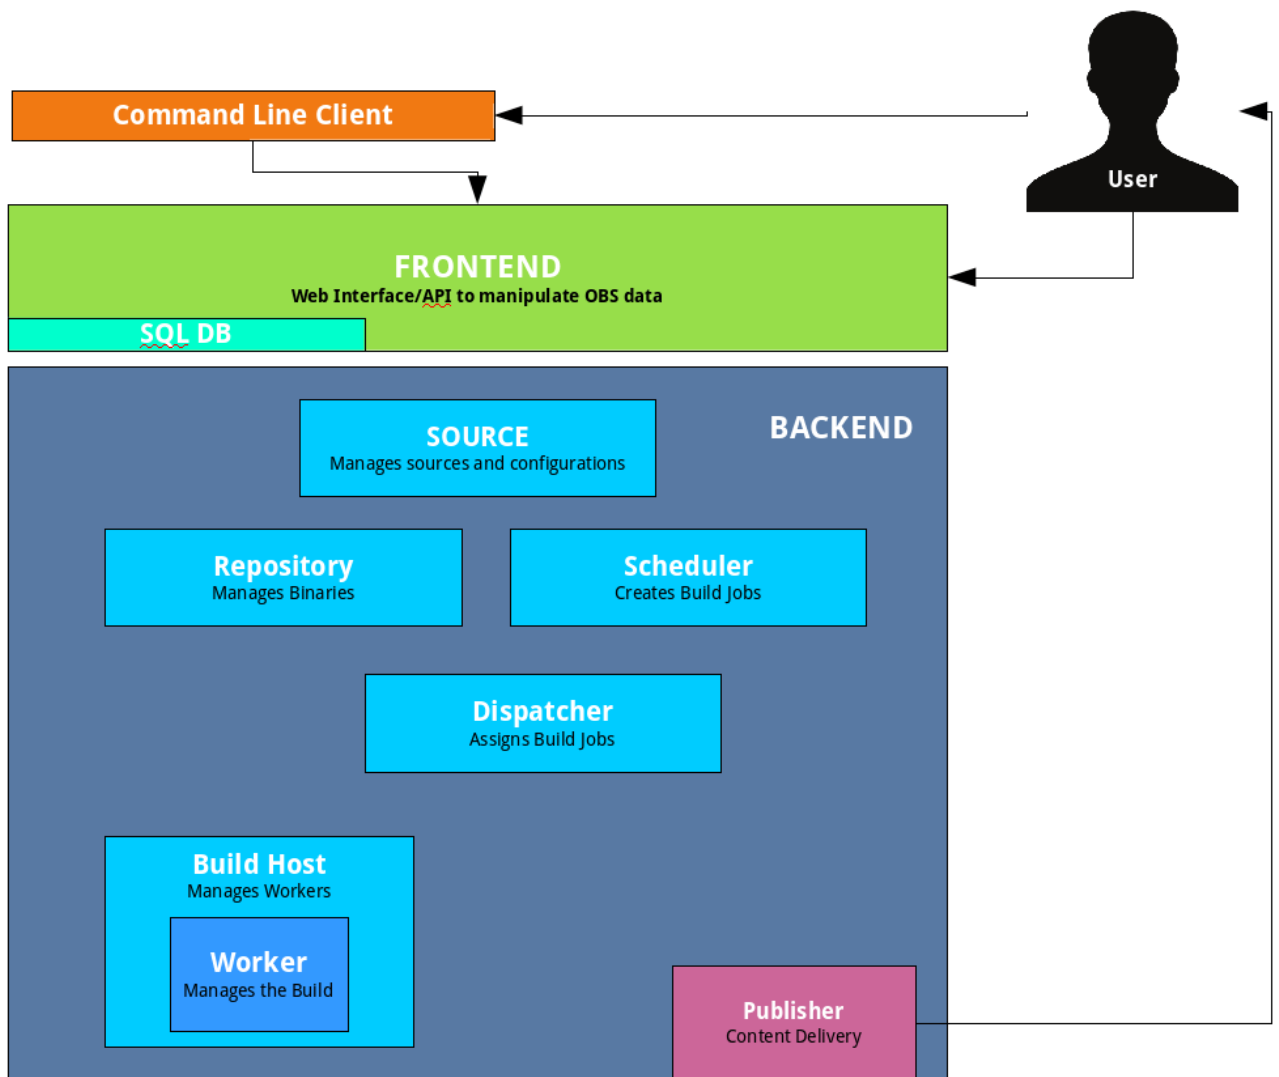 Command Line Client
User
FRONTEND
Web Interface/API to manipulate OBS data
SQL DB
BACKEND
SOURCE
Manages sources and configurations
Repository
Manages Binaries
Scheduler
Creates Build Jobs
Dispatcher
Assigns Build Jobs
Build Host
Manages Workers
Worker
Manages the Build
Publisher
Content Delivery